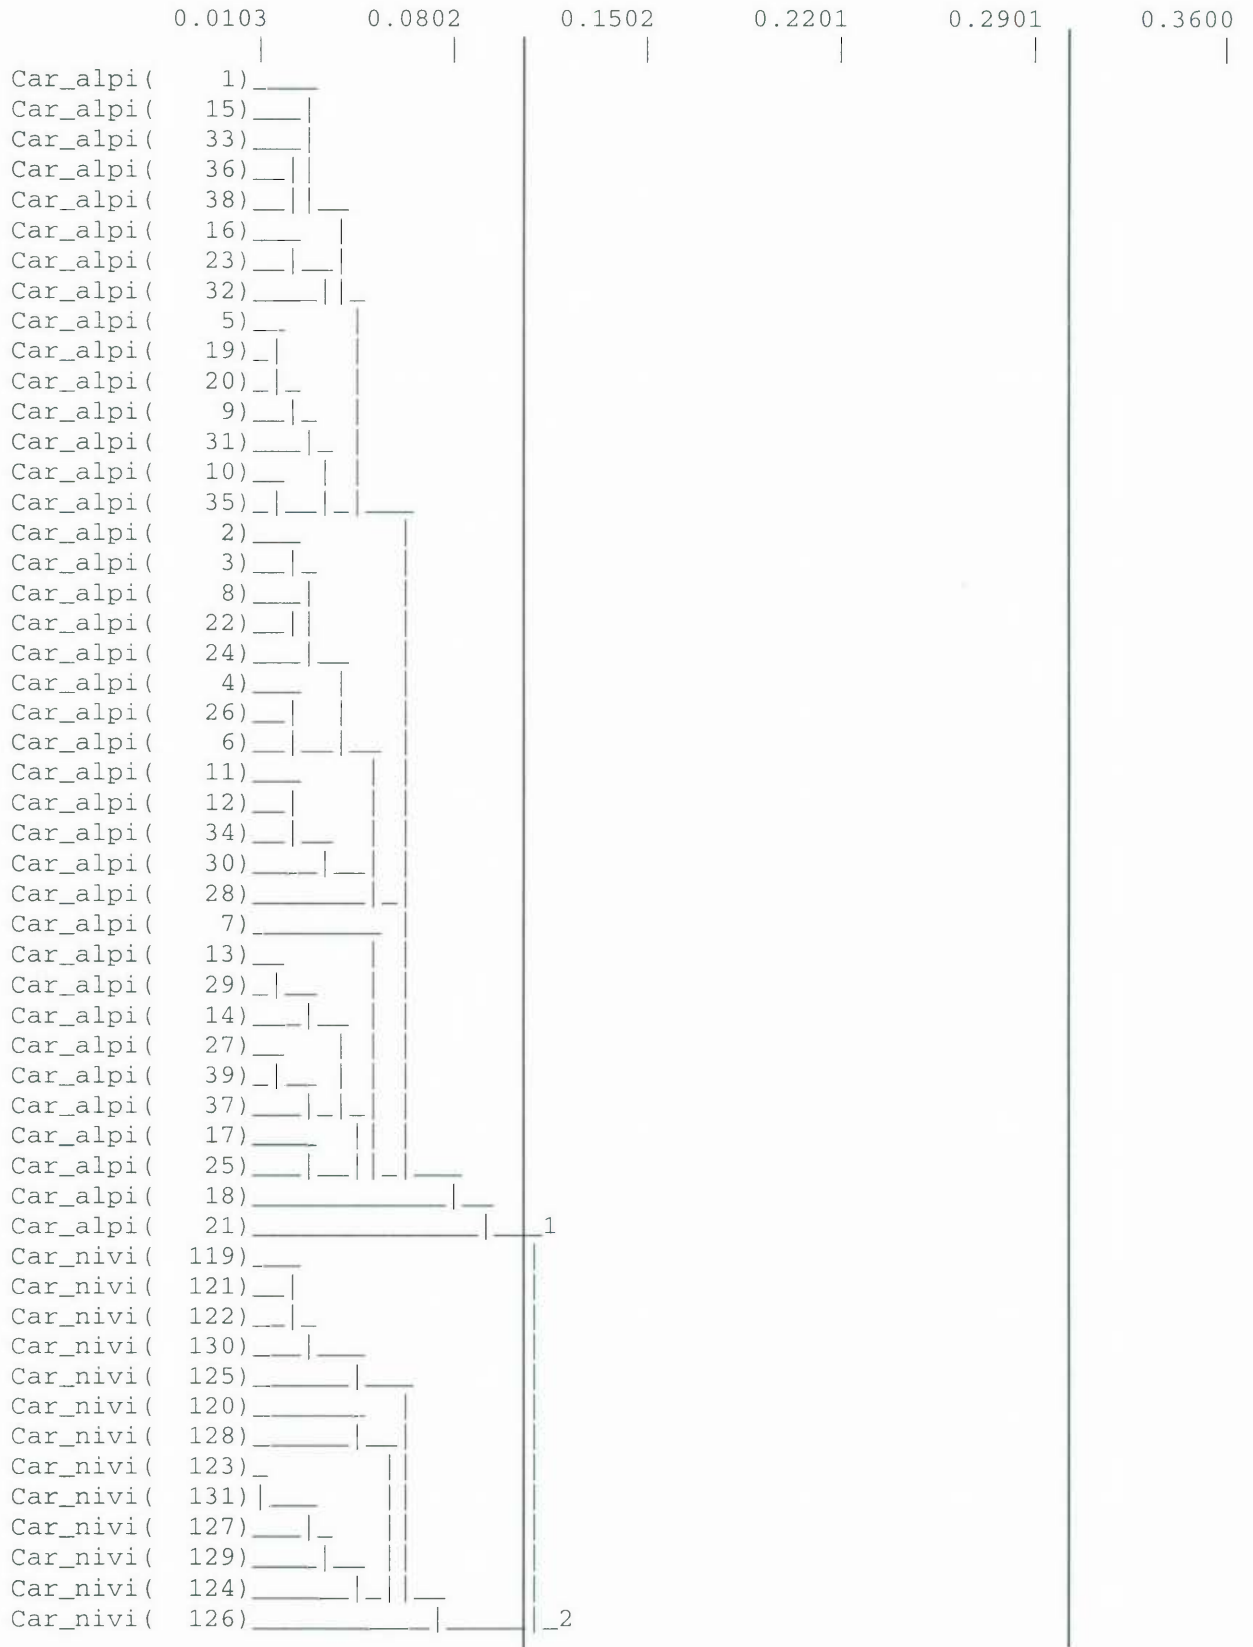 0.0103 0.0802 0.1502 0.2201 0.2901 0.3600
Car_alpi( 1)
Car_alpi( 15)
Car_alpi( 33)
Car_alpi( 36)
Car_alpi( 38)
Car_alpi( 16)
Car_alpi( 23)
Car_alpi( 32)
Car_alpi( 5)
Car_alpi( 19)
Car_alpi( 20)
Car_alpi( 9)
Car_alpi( 31)
Car_alpi( 10)
Car_alpi( 35)
Car_alpi( 2)
Car_alpi( 3)
Car_alpi( 8)
Car_alpi( 22)
Car_alpi( 24)
Car_alpi( 4)
Car_alpi( 26)
Car_alpi( 6)
Car_alpi( 11)
Car_alpi( 12)
Car_alpi( 34)
Car_alpi( 30)
Car_alpi( 28)
Car_alpi( 7)
Car_alpi( 13)
Car_alpi( 29)
Car_alpi( 14)
Car_alpi( 27)
Car_alpi( 39)
Car_alpi( 37)
Car_alpi( 17)
Car_alpi( 25)
Car_alpi( 18)
Car_alpi( 21) 1
Car_nivi( 119)
Car_nivi( 121)
Car_nivi( 122)
Car_nivi( 130)
Car_nivi( 125)
Car_nivi( 120)
Car_nivi( 128)
Car_nivi( 123)
Car_nivi( 131)
Car_nivi( 127)
Car_nivi( 129)
Car_nivi( 124)
Car_nivi( 126) 2